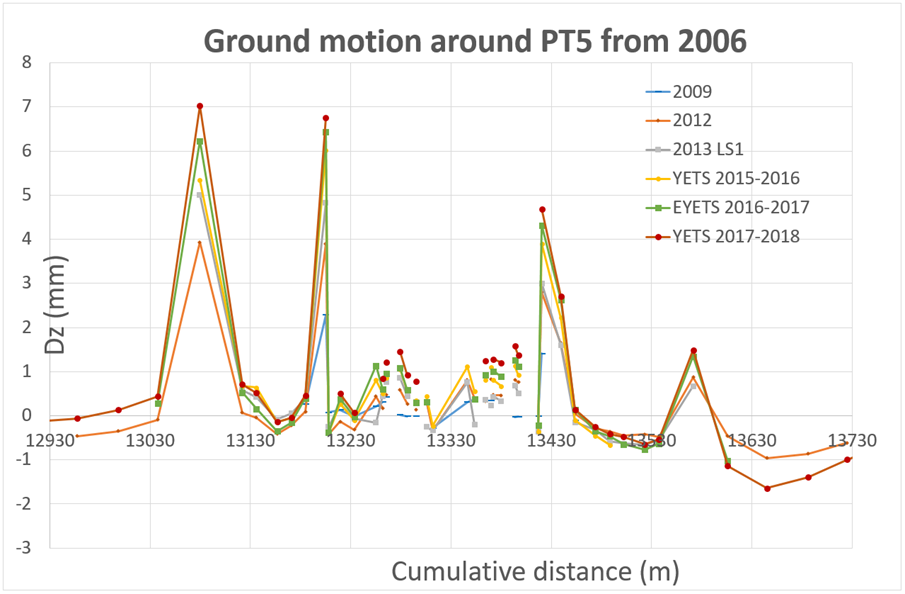 Ground motion around PT5 from 2006
8
7
6
5
4
3
2
1
0
-1
-2
-3
Dz (mm)
2009
2012
2013 LS1
YETS 2015-2016
EYETS 2016-2017
YETS 2017-2018
12930 13030 13130 13230 13330 13430 13530 13630 13730
Cumulative distance (m)